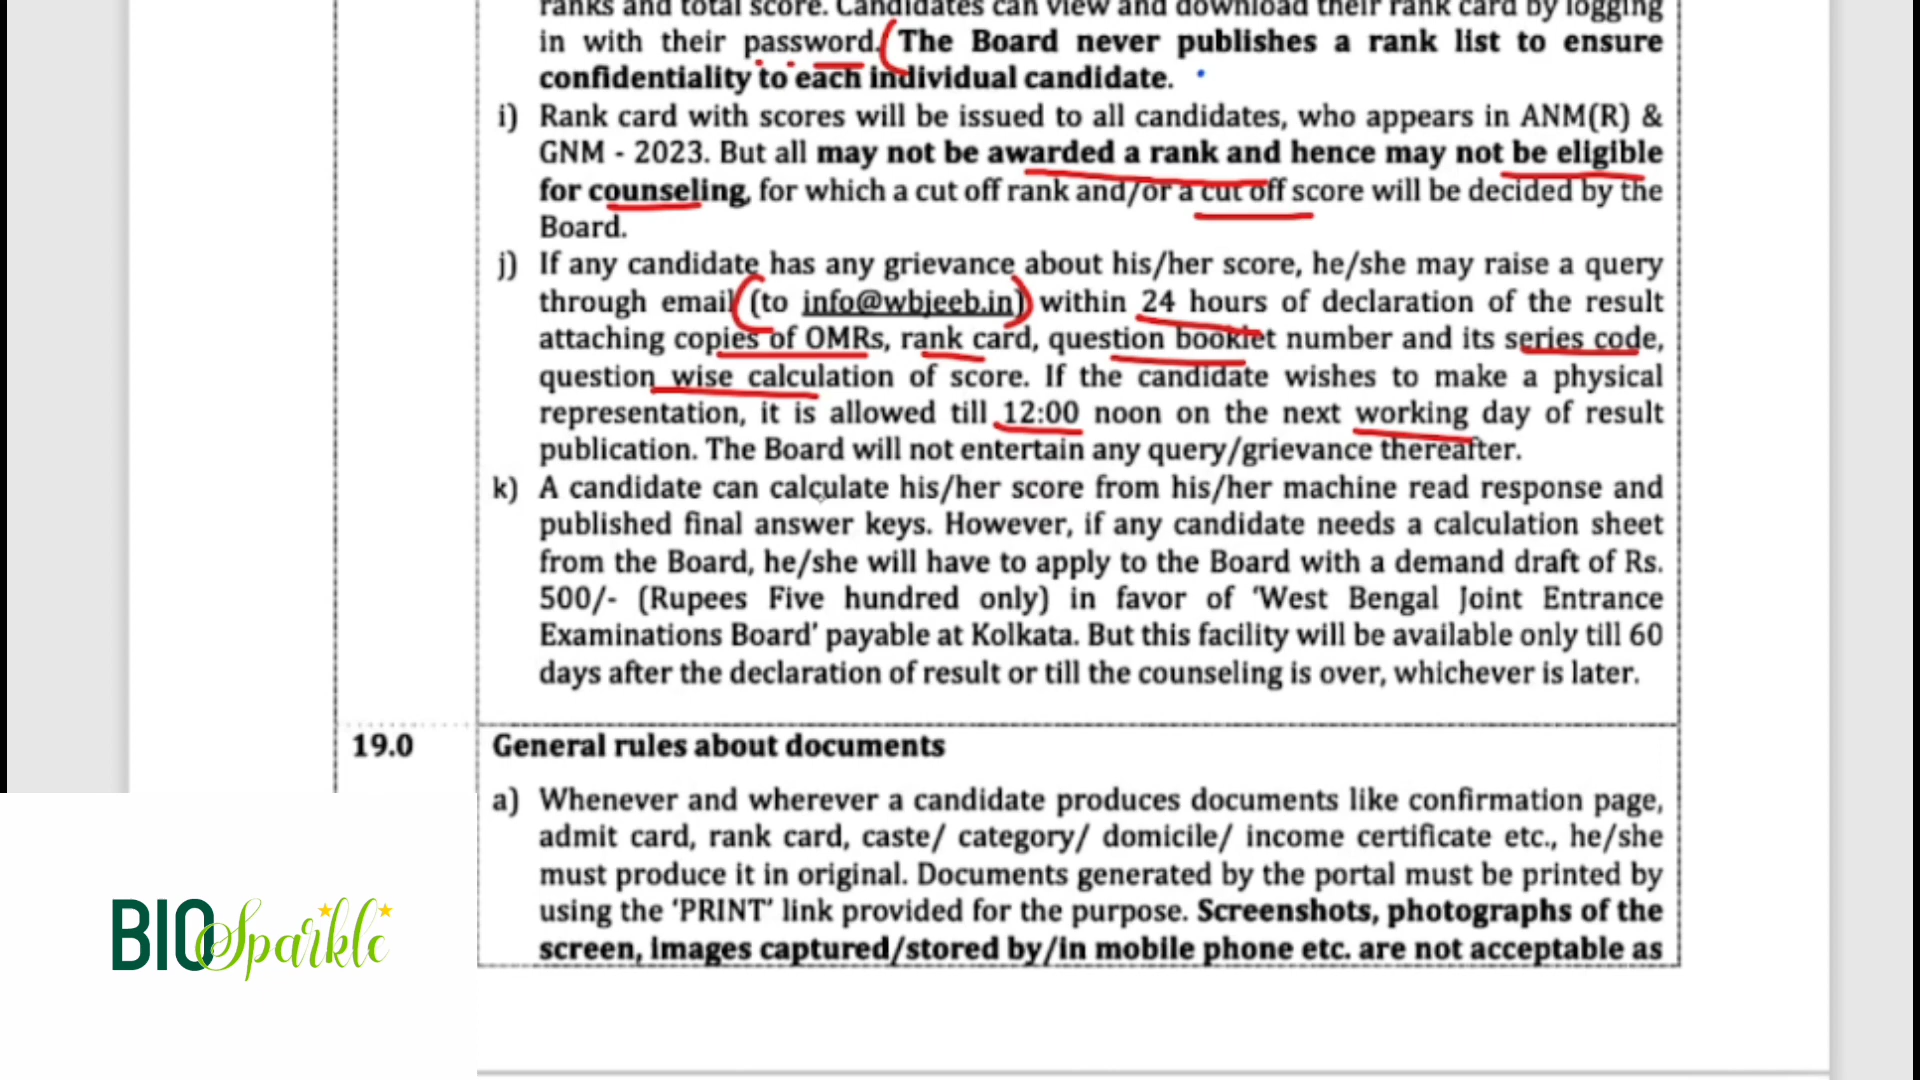 ranks and total score. Candidates can view and download their rank card by logging
in with their password. The Board never publishes a rank list to ensure
confidentiality to each individual candidate.
i) Rank card with scores will be issued to all candidates, who appears in ANM(R) &
GNM - 2023. But all may not be awarded a rank and hence may not be eligible
for counseling, for which a cut off rank and/or a cut off score will be decided by the
Board.
j) If any candidate has any grievance about his/her score, he/she may raise a query
through email (to info@wbjeeb.in) within 24 hours of declaration of the result
attaching copies of OMRs, rank card, question booklet number and its series code,
question wise calculation of score. If the candidate wishes to make a physical
representation, it is allowed till 12:00 noon on the next working day of result
publication. The Board will not entertain any query/grievance thereafter.
k) A candidate can calculate his/her score from his/her machine read response and
published final answer keys. However, if any candidate needs a calculation sheet
from the Board, he/she will have to apply to the Board with a demand draft of Rs.
500/- (Rupees Five hundred only) in favor of ‘West Bengal Joint Entrance
Examinations Board’ payable at Kolkata. But this facility will be available only till 60
days after the declaration of result or till the counseling is over, whichever is later.
19.0 General rules about documents
a) Whenever and wherever a candidate produces documents like confirmation page,
admit card, rank card, caste/ category/ domicile/ income certificate etc., he/she
must produce it in original. Documents generated by the portal must be printed by
using the ‘PRINT’ link provided for the purpose. Screenshots, photographs of the
screen, images captured/stored by/in mobile phone etc. are not acceptable as
BIO Sparkle